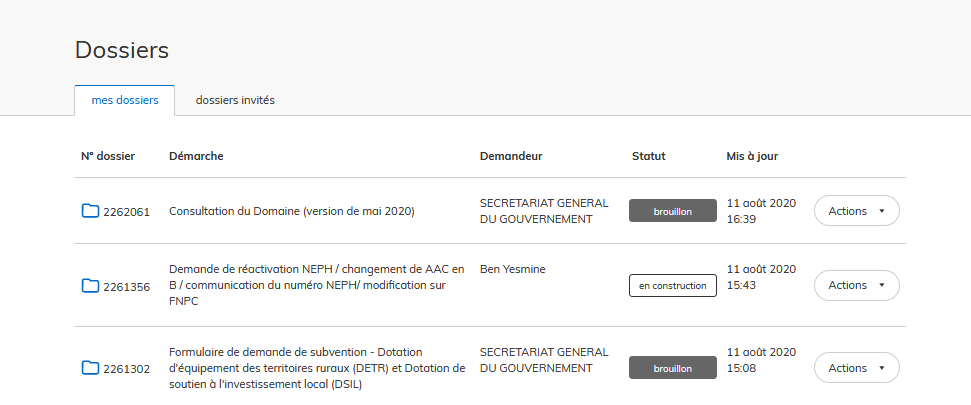 Dossiers
mes dossiers dossiers invités
N° dossier Démarche Demandeur Statut Mis à jour
2262061 Consultation du Domaine (version de mai 2020) SECRETARIAT GENERAL DU GOUVERNEMENT brouillon 11 août 2020 16:39 Actions
2261356 Demande de réactivation NEPH / changement de AAC en B / communication du numéro NEPH/ modification sur FNPC Ben Yesmine en construction 11 août 2020 15:43 Actions
2261302 Formulaire de demande de subvention - Dotation d'équipement des territoires ruraux (DETR) et Dotation de soutien à l'investissement local (DSIL) SECRETARIAT GENERAL DU GOUVERNEMENT brouillon 11 août 2020 15:08 Actions